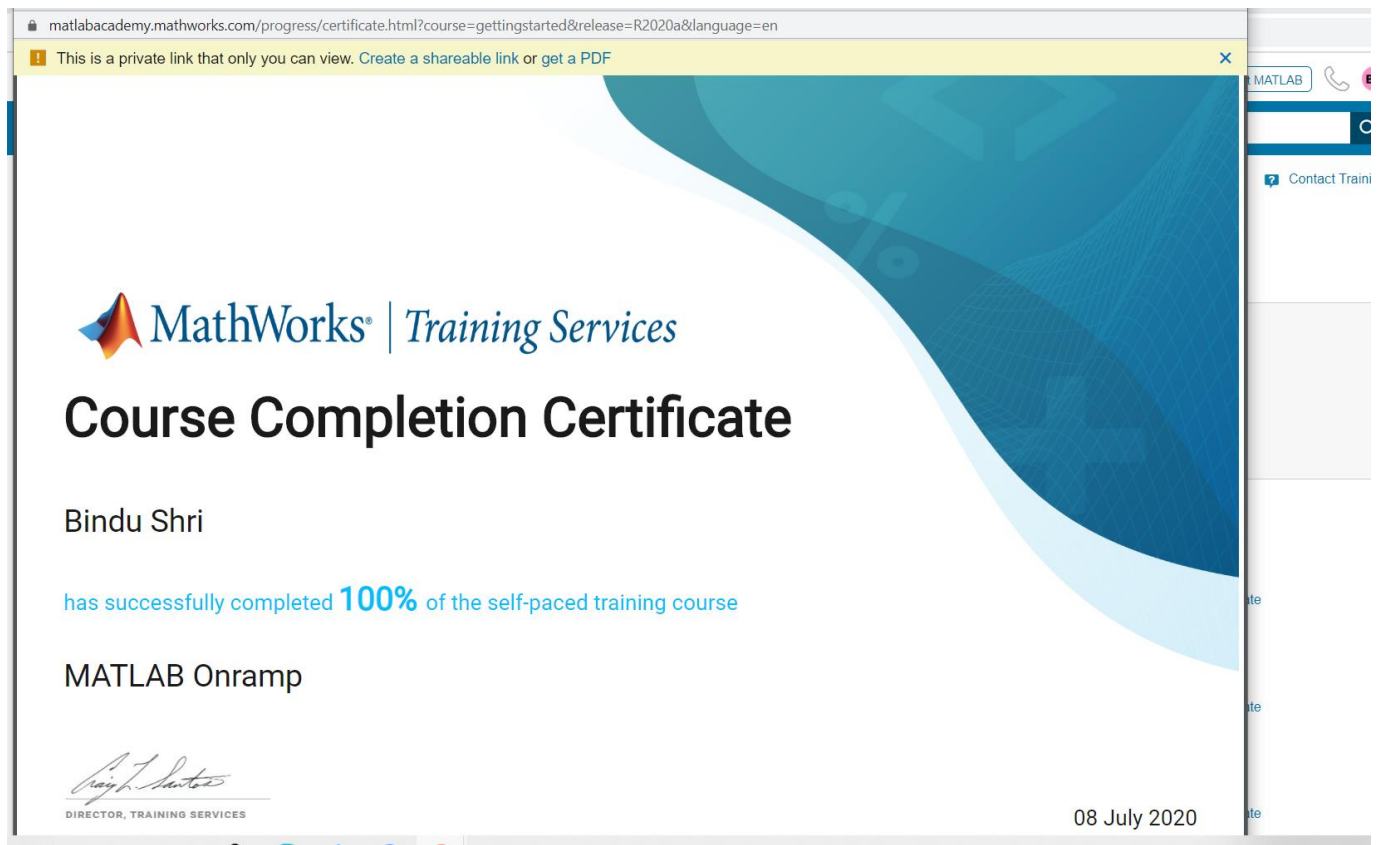 matlabacademy.mathworks.com/progress/certificate.html?course=gettingstarted&release=R2020a&language=en
This is a private link that only you can view. Create a shareable link or get a PDF
MATLAB
Contact
MathWorks® | Training Services
Course Completion Certificate
Bindu Shri
has successfully completed 100% of the self-paced training course
MATLAB Onramp
Craig L. Santos
DIRECTOR, TRAINING SERVICES
08 July 2020